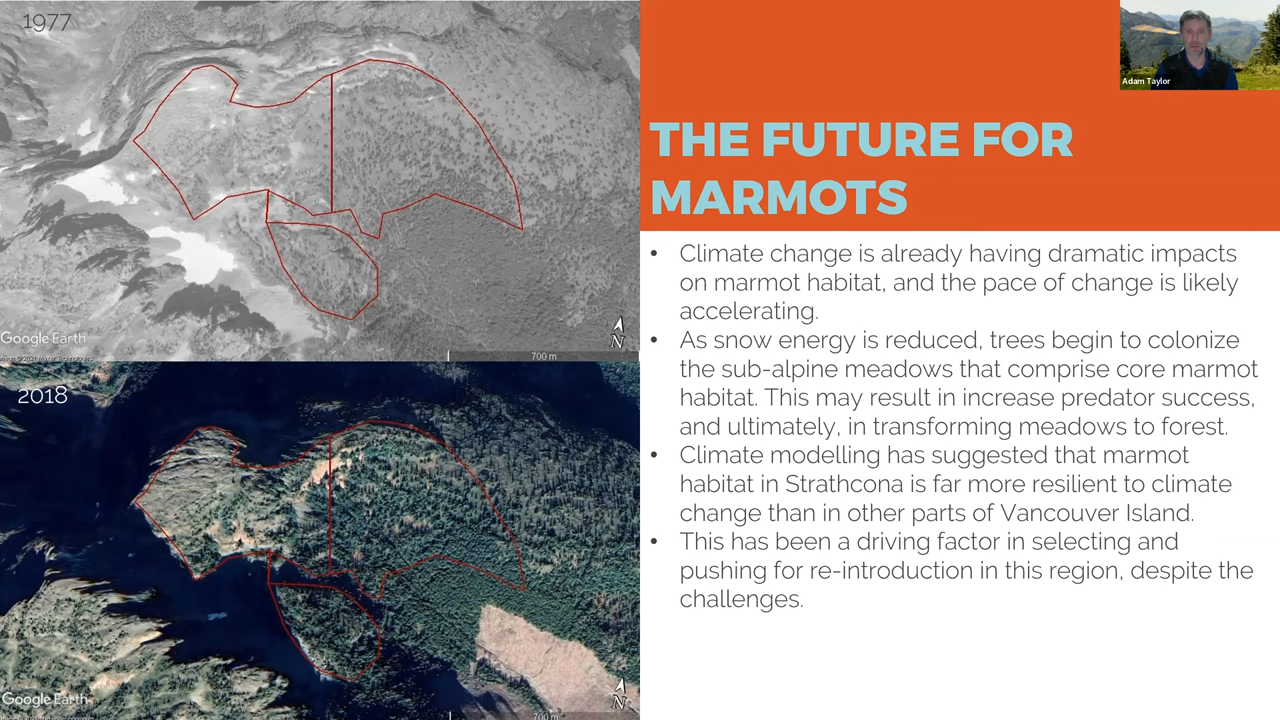 1977
Google Earth
700 m
N
2018
Google Earth
700 m
N
Adam Taylor
THE FUTURE FOR
MARMOTS
• Climate change is already having dramatic impacts
on marmot habitat, and the pace of change is likely
accelerating.
• As snow energy is reduced, trees begin to colonize
the sub-alpine meadows that comprise core marmot
habitat. This may result in increase predator success,
and ultimately, in transforming meadows to forest.
• Climate modelling has suggested that marmot
habitat in Strathcona is far more resilient to climate
change than in other parts of Vancouver Island.
• This has been a driving factor in selecting and
pushing for re-introduction in this region, despite the
challenges.